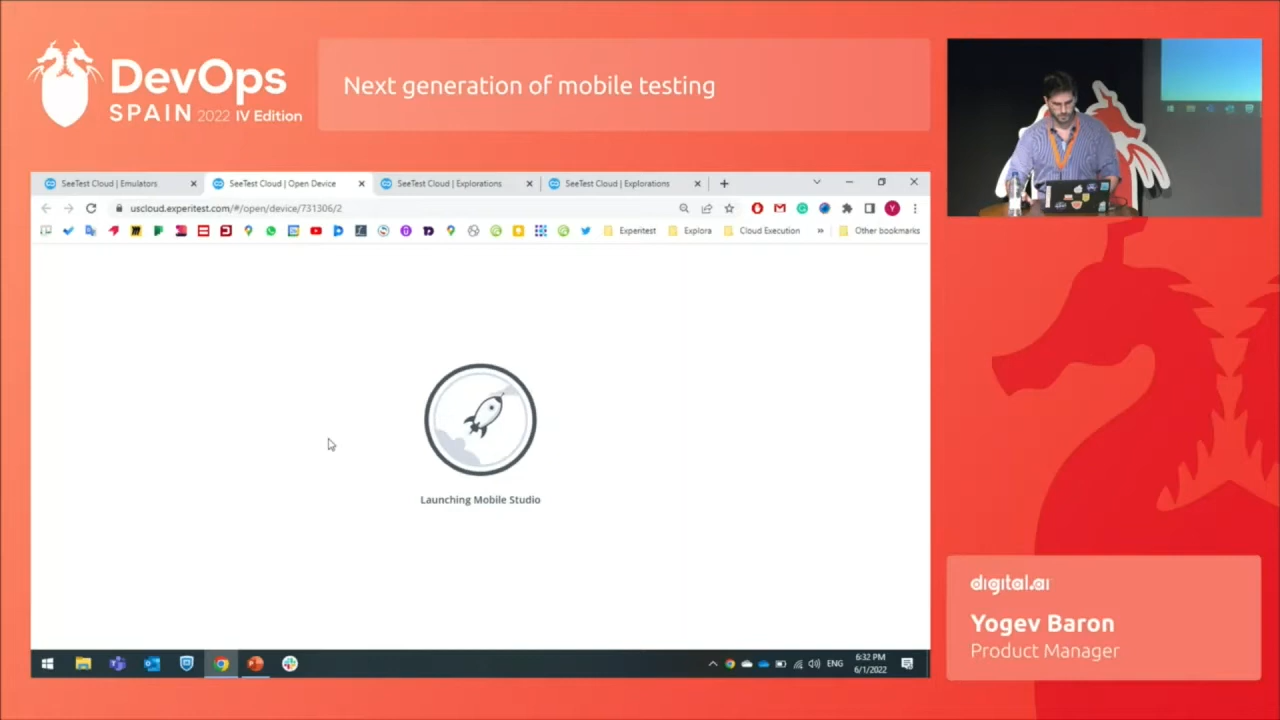 DevOps
SPAIN 2022 IV Edition
Next generation of mobile testing
SeeTest Cloud | Emulators
SeeTest Cloud | Open Device
SeeTest Cloud | Explorations
SeeTest Cloud | Explorations
uscloud.experitest.com/#/open/device/731306/2
Experitest
Explora
Cloud Execution
Other bookmarks
Launching Mobile Studio
ENG
6:32 PM
6/1/2022
digital.ai
Yogev Baron
Product Manager